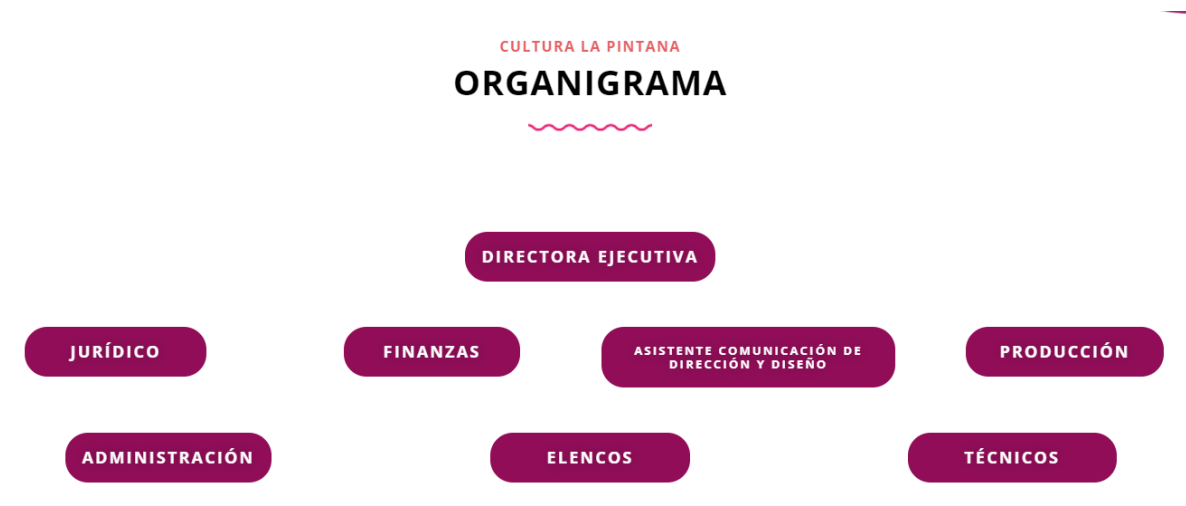 CULTURA LA PINTANA
ORGANIGRAMA
DIRECTORA EJECUTIVA
JURÍDICO
FINANZAS
ASISTENTE COMUNICACIÓN DE
DIRECCIÓN Y DISEÑO
PRODUCCIÓN
ADMINISTRACIÓN
ELENCOS
TÉCNICOS